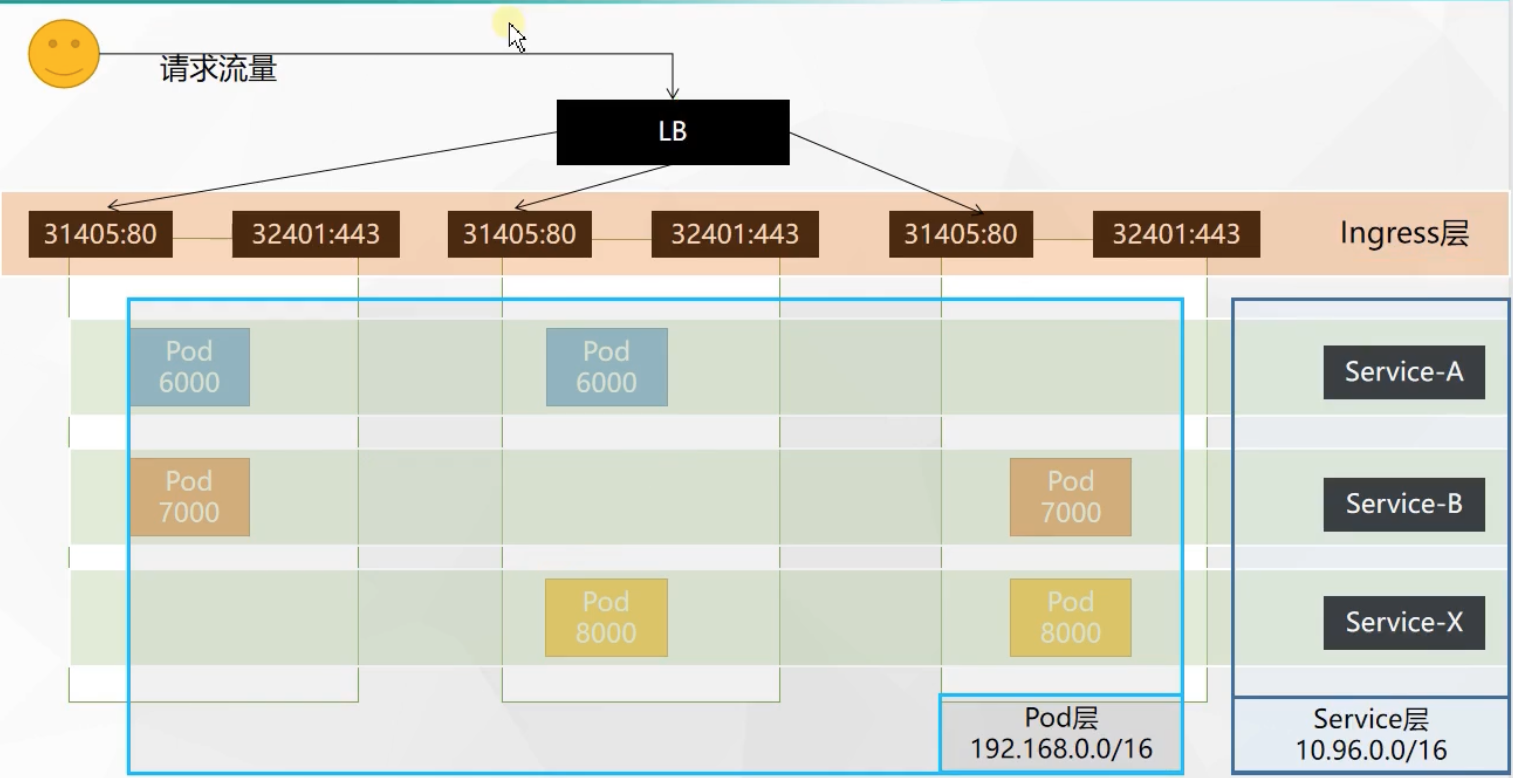 请求流量
LB
31405:80
32401:443
31405:80
32401:443
31405:80
32401:443
Ingress层
Pod
6000
Pod
6000
Service-A
Pod
7000
Pod
7000
Service-B
Pod
8000
Pod
8000
Service-X
Pod层
192.168.0.0/16
Service层
10.96.0.0/16